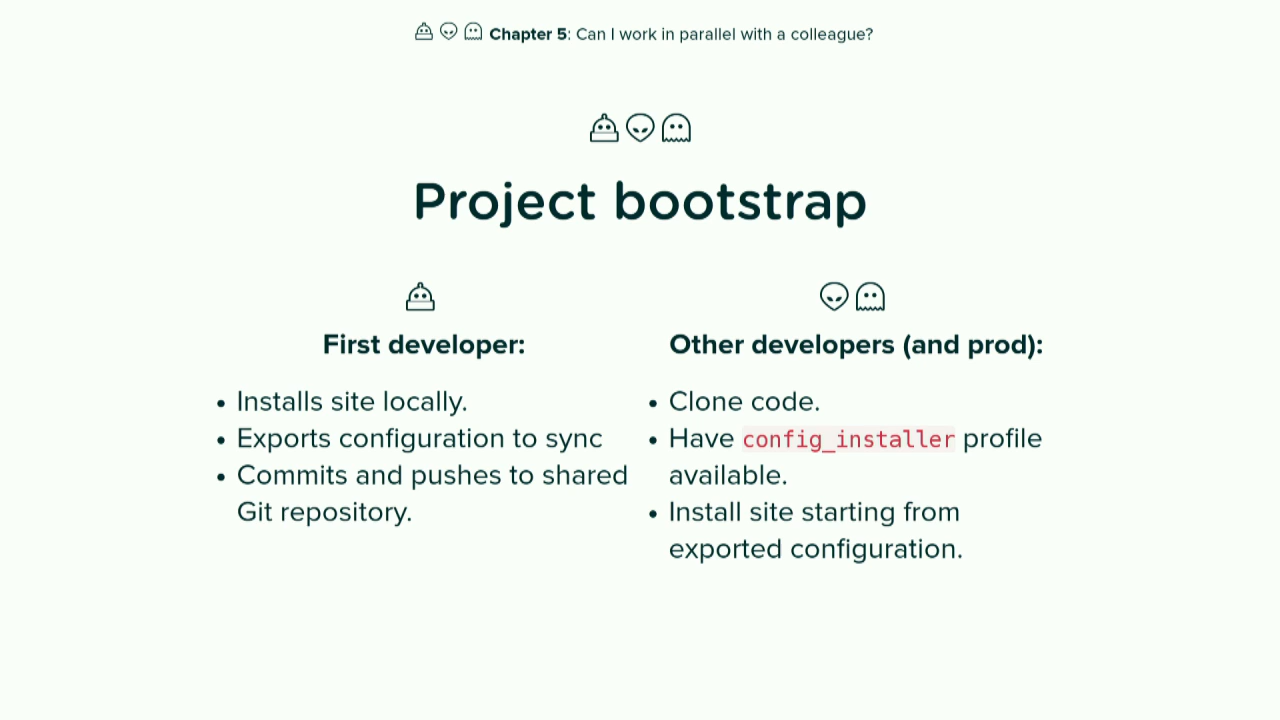 Chapter 5: Can I work in parallel with a colleague?
Project bootstrap
First developer:
• Installs site locally.
• Exports configuration to sync
• Commits and pushes to shared
Git repository.
Other developers (and prod):
• Clone code.
• Have config_installer profile
available.
• Install site starting from
exported configuration.